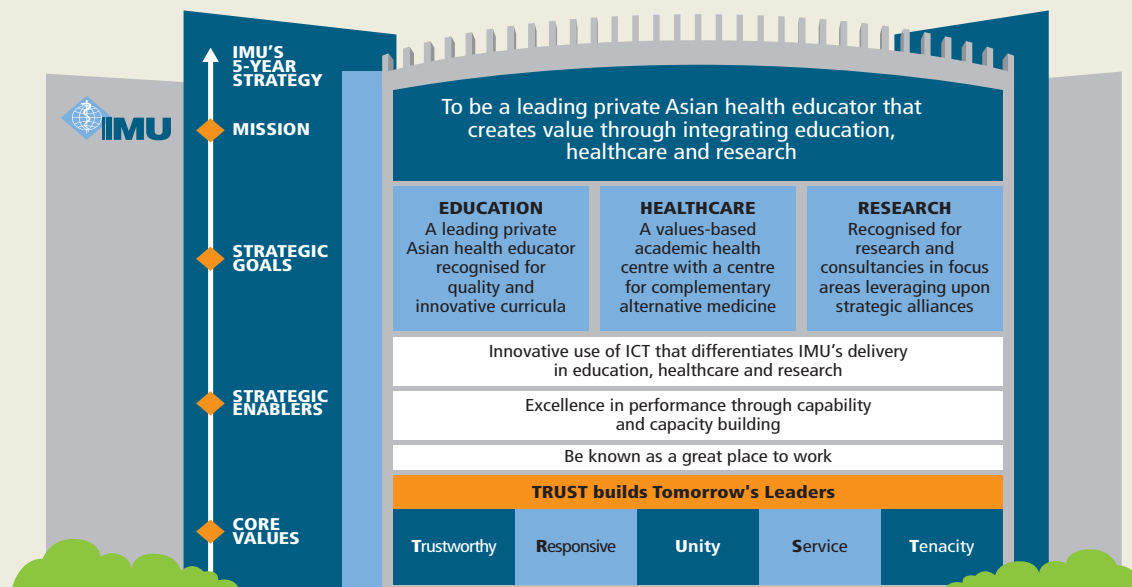 IMU'S
5-YEAR
STRATEGY
IMU
MISSION
To be a leading private Asian health educator that
creates value through integrating education,
healthcare and research
STRATEGIC
GOALS
EDUCATION
A leading private
Asian health educator
recognised for
quality and
innovative curricula
HEALTHCARE
A values-based
academic health
centre with a centre
for complementary
alternative medicine
RESEARCH
Recognised for
research and
consultancies in focus
areas leveraging upon
strategic alliances
STRATEGIC
ENABLERS
Innovative use of ICT that differentiates IMU's delivery
in education, healthcare and research
Excellence in performance through capability
and capacity building
Be known as a great place to work
CORE
VALUES
TRUST builds Tomorrow's Leaders
Trustworthy
Responsive
Unity
Service
Tenacity